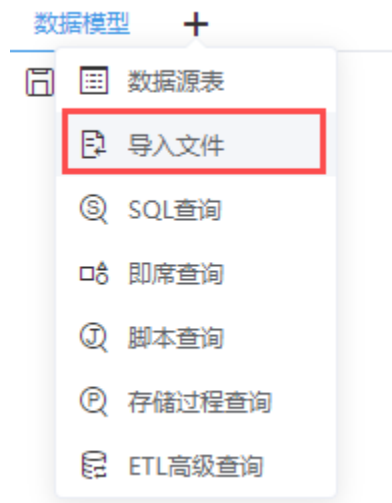 数据模型 +
数据源表
导入文件
SQL查询
即席查询
脚本查询
存储过程查询
ETL高级查询